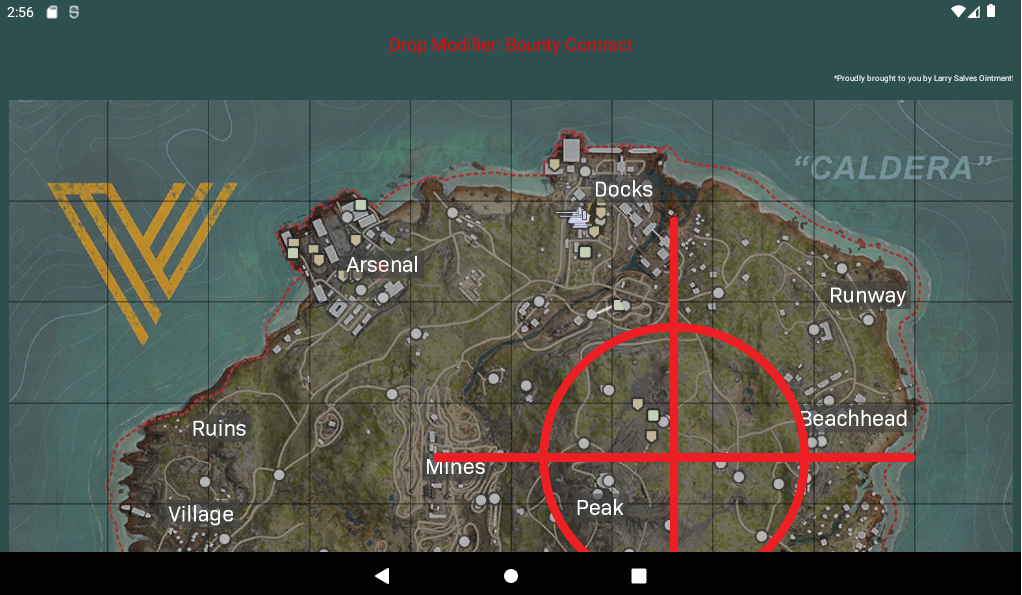 2:56
Drop Modifier: Bounty Contract
*Proudly brought to you by Larry Salves Ointment!
"CALDERA"
Docks
Arsenal
Runway
Beachhead
Ruins
Mines
Peak
Village